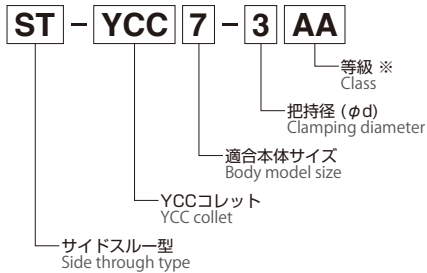 ST - YCC 7 - 3 AA
等級 ※
Class
把持径 (φd)
Clamping diameter
適合本体サイズ
Body model size
YCCコレット
YCC collet
サイドスルー型
Side through type